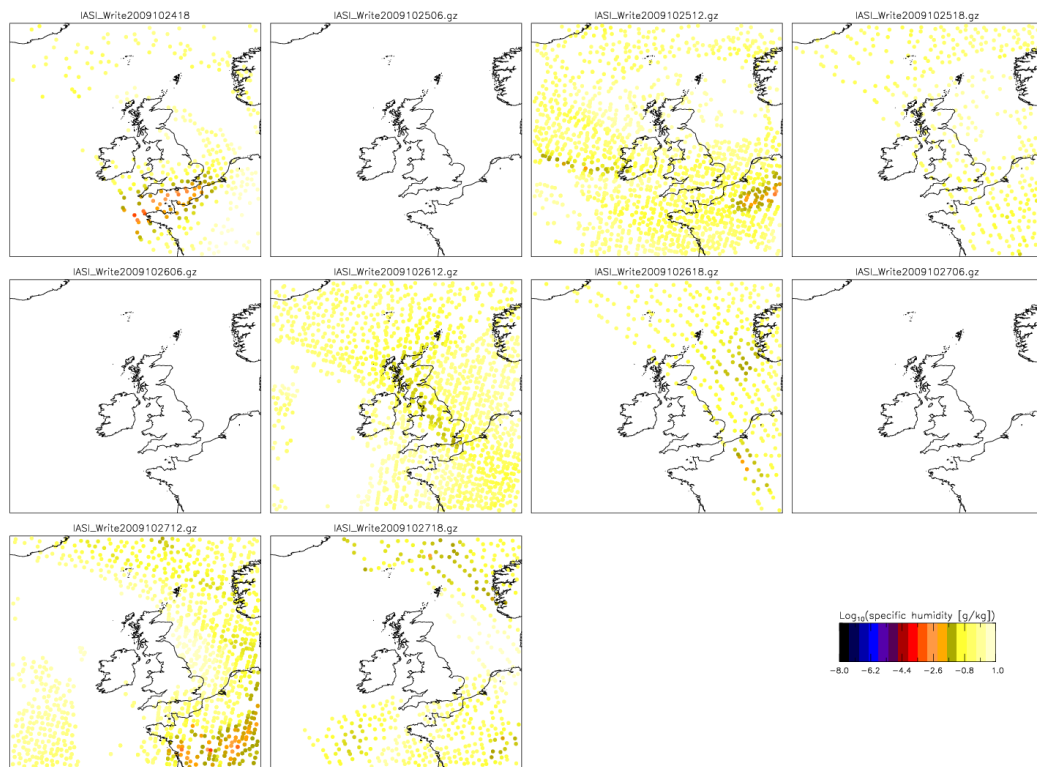 IASI_Write2009102418
IASI_Write2009102506.gz
IASI_Write2009102512.gz
IASI_Write2009102518.gz
IASI_Write2009102606.gz
IASI_Write2009102612.gz
IASI_Write2009102618.gz
IASI_Write2009102706.gz
IASI_Write2009102712.gz
IASI_Write2009102718.gz
Log10(specific humidity [g/kg])
-8.0 -6.2 -4.4 -2.6 -0.8 1.0